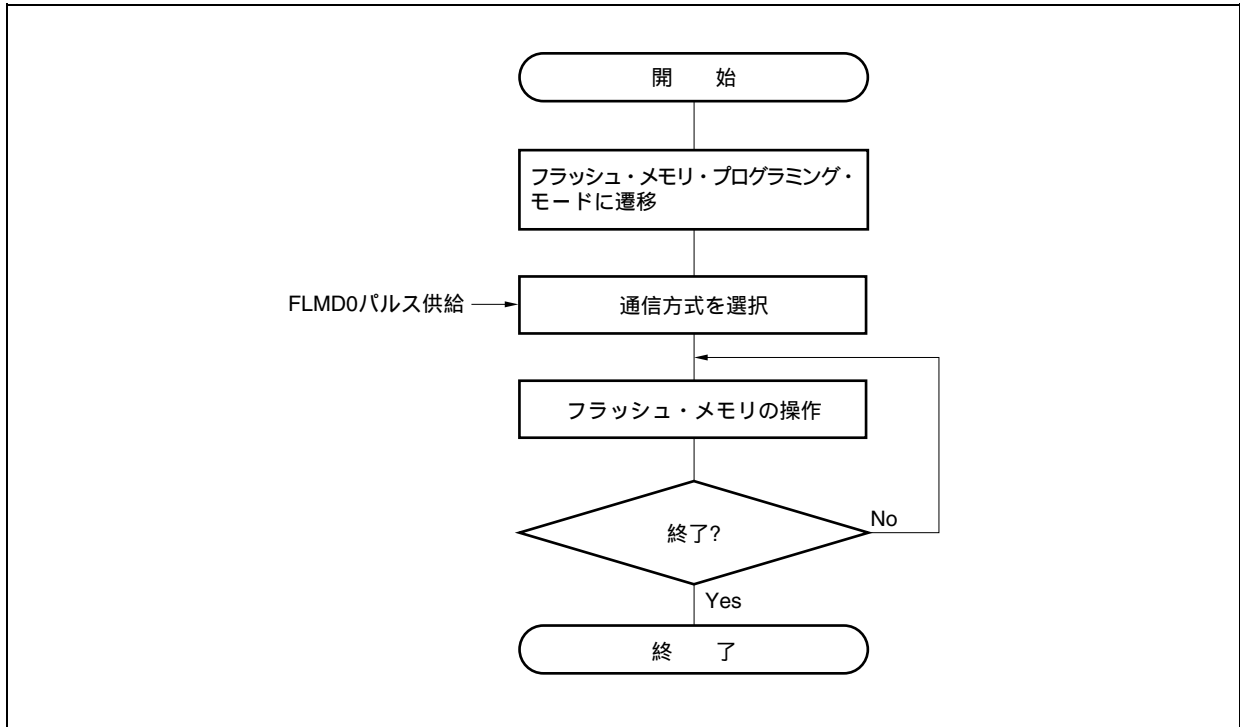 開 始
フラッシュ・メモリ・プログラミング・
モードに遷移
FLMD0パルス供給
通信方式を選択
フラッシュ・メモリの操作
終了?
No
Yes
終 了